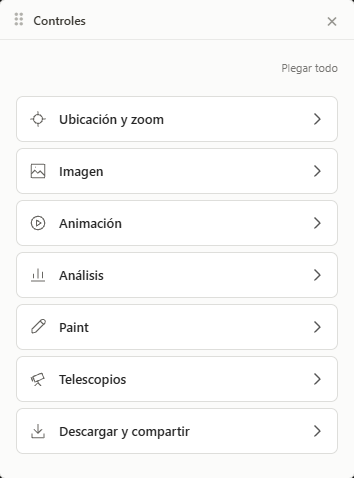 Controles
Plegar todo
Ubicación y zoom
Imagen
Animación
Análisis
Paint
Telescopios
Descargar y compartir